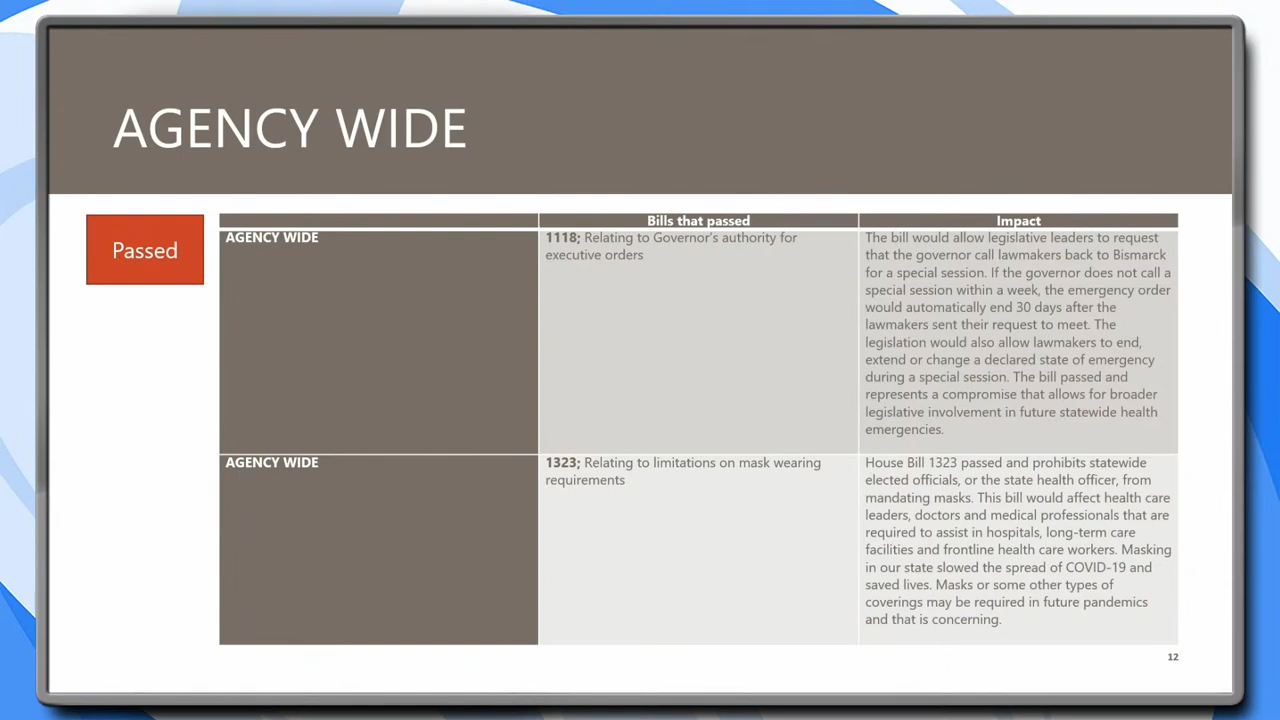 AGENCY WIDE
Passed
Bills that passed
Impact
AGENCY WIDE
1118; Relating to Governor's authority for
executive orders
The bill would allow legislative leaders to request
that the governor call lawmakers back to Bismarck
for a special session. If the governor does not call a
special session within a week, the emergency order
would automatically end 30 days after the
lawmakers sent their request to meet. The
legislation would also allow lawmakers to end,
extend or change a declared state of emergency
during a special session. The bill passed and
represents a compromise that allows for broader
legislative involvement in future statewide health
emergencies.
AGENCY WIDE
1323; Relating to limitations on mask wearing
requirements
House Bill 1323 passed and prohibits statewide
elected officials, or the state health officer, from
mandating masks. This bill would affect health care
leaders, doctors and medical professionals that are
required to assist in hospitals, long-term care
facilities and frontline health care workers. Masking
in our state slowed the spread of COVID-19 and
saved lives. Masks or some other types of
coverings may be required in future pandemics
and that is concerning.
12